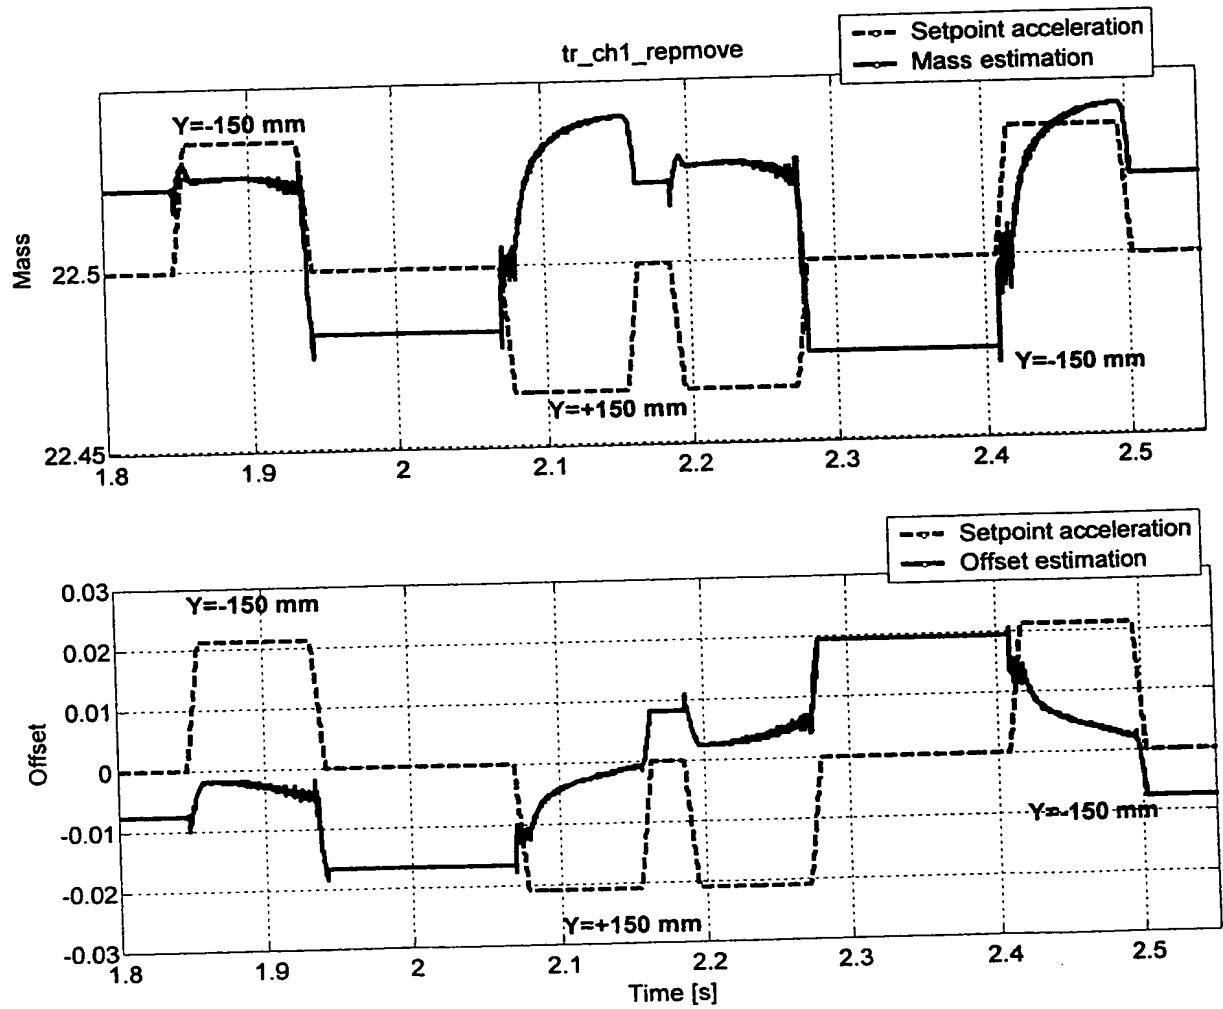 tr_ch1_repmove
Setpoint acceleration
Mass estimation
Y=-150 mm
Y=+150 mm
Y=-150 mm
Mass
22.5
22.45
1.8 1.9 2 2.1 2.2 2.3 2.4 2.5
Setpoint acceleration
Offset estimation
Y=-150 mm
Y=+150 mm
Y=-150 mm
Offset
0.03
0.02
0.01
0
-0.01
-0.02
-0.03
1.8 1.9 2 2.1 2.2 2.3 2.4 2.5
Time [s]